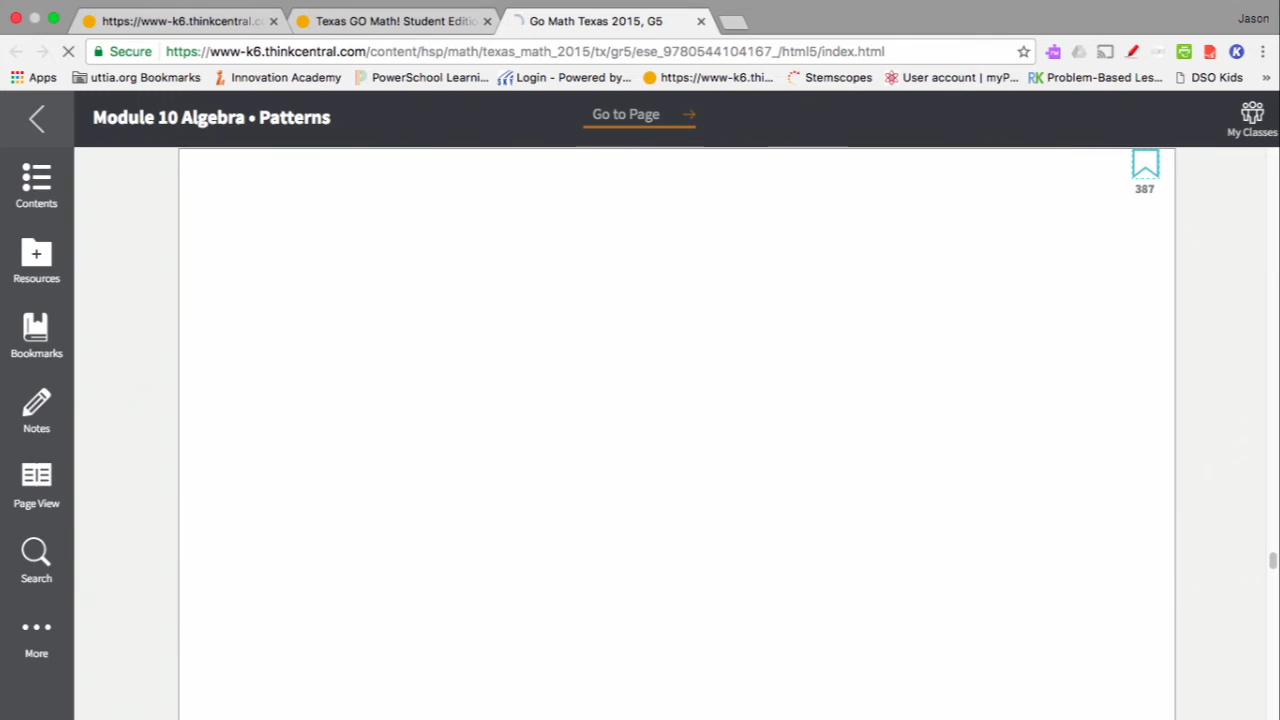 https://www-k6.thinkcentral.cc
Texas GO Math! Student Editio
Go Math Texas 2015, G5
Jason
Secure
https://www-k6.thinkcentral.com/content/hsp/math/texas_math_2015/tx/gr5/ese_9780544104167_/html5/index.html
Apps
uttia.org Bookmarks
Innovation Academy
PowerSchool Learni...
Login - Powered by...
https://www-k6.thi...
Stemscopes
User account | myP...
Problem-Based Les...
DSO Kids
»
Module 10 Algebra • Patterns
Go to Page
My Classes
387
Contents
Resources
Bookmarks
Notes
Page View
Search
More